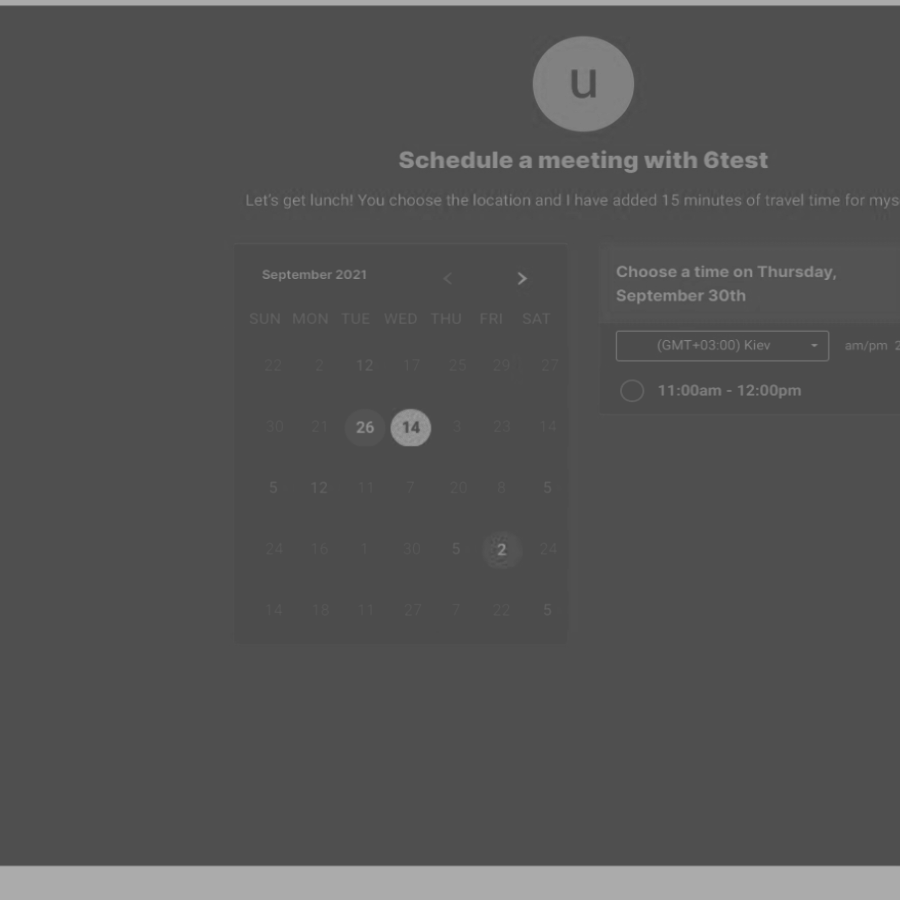 u
Schedule a meeting with 6test
Let's get lunch! You choose the location and I have added 15 minutes of travel time for mys
September 2021 < >
SUN MON TUE WED THU FRI SAT
22 2 12 17 25 29 27
30 21 26 14 3 23 14
5 12 11 7 20 8 5
24 16 1 30 5 2 24
14 18 11 27 7 22 5
Choose a time on Thursday,
September 30th
(GMT+03:00) Kiev am/pm 2
11:00am - 12:00pm